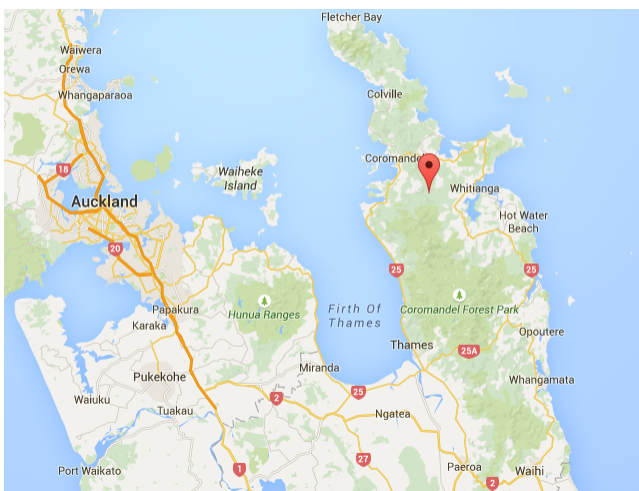 Fletcher Bay
Waiwera
Orewa
Whangaparaoa
Colville
Coromandel
18
Waiheke
Island
Whitianga
Auckland
Hot Water
Beach
20
25
25
Papakura
Hunua Ranges
Firth Of
Thames
Coromandel Forest Park
Karaka
Opoutere
Thames
25A
Miranda
Pukekohe
Whangamata
Waiuku
2
25
Tuakau
Ngatea
27
Port Waikato
1
Paeroa
Waihi
2